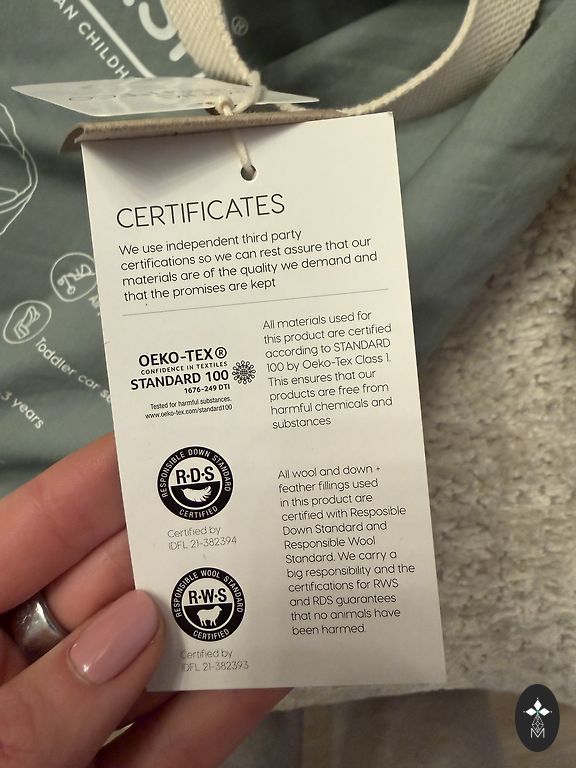 ®
AN CHILDH
CERTIFICATES
We use independent third party
certifications so we can rest assure that our
materials are of the quality we demand and
that the promises are kept
OEKO-TEX®
CONFIDENCE IN TEXTILES
STANDARD 100
1676-249 DTI
Tested for harmful substances.
www.oeko-tex.com/standard100
All materials used for
this product are certified
according to STANDARD
100 by Oeko-Tex Class 1.
This ensures that our
products are free from
harmful chemicals and
substances
RESPONSIBLE DOWN STANDARD
R·D·S
CERTIFIED
Certified by
IDFL 21-382394
All wool and down +
feather fillings used
in this product are
certified with Resposible
Down Standard and
Responsible Wool
Standard. We carry a
big responsibility and the
certifications for RWS
and RDS guarantees
that no animals have
been harmed.
RESPONSIBLE WOOL STANDARD
R·W·S
CERTIFIED
Certified by
IDFL 21-382393
toddler car s
3 years
M